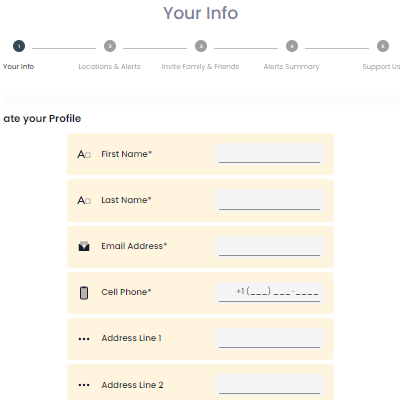 Your Info
1 2 3 4 5
Your Info Locations & Alerts Invite Family & Friends Alerts Summary Support Us
ate your Profile
Aa First Name*
Aa Last Name*
Email Address*
Cell Phone* +1 (___) ___-____
Address Line 1
Address Line 2